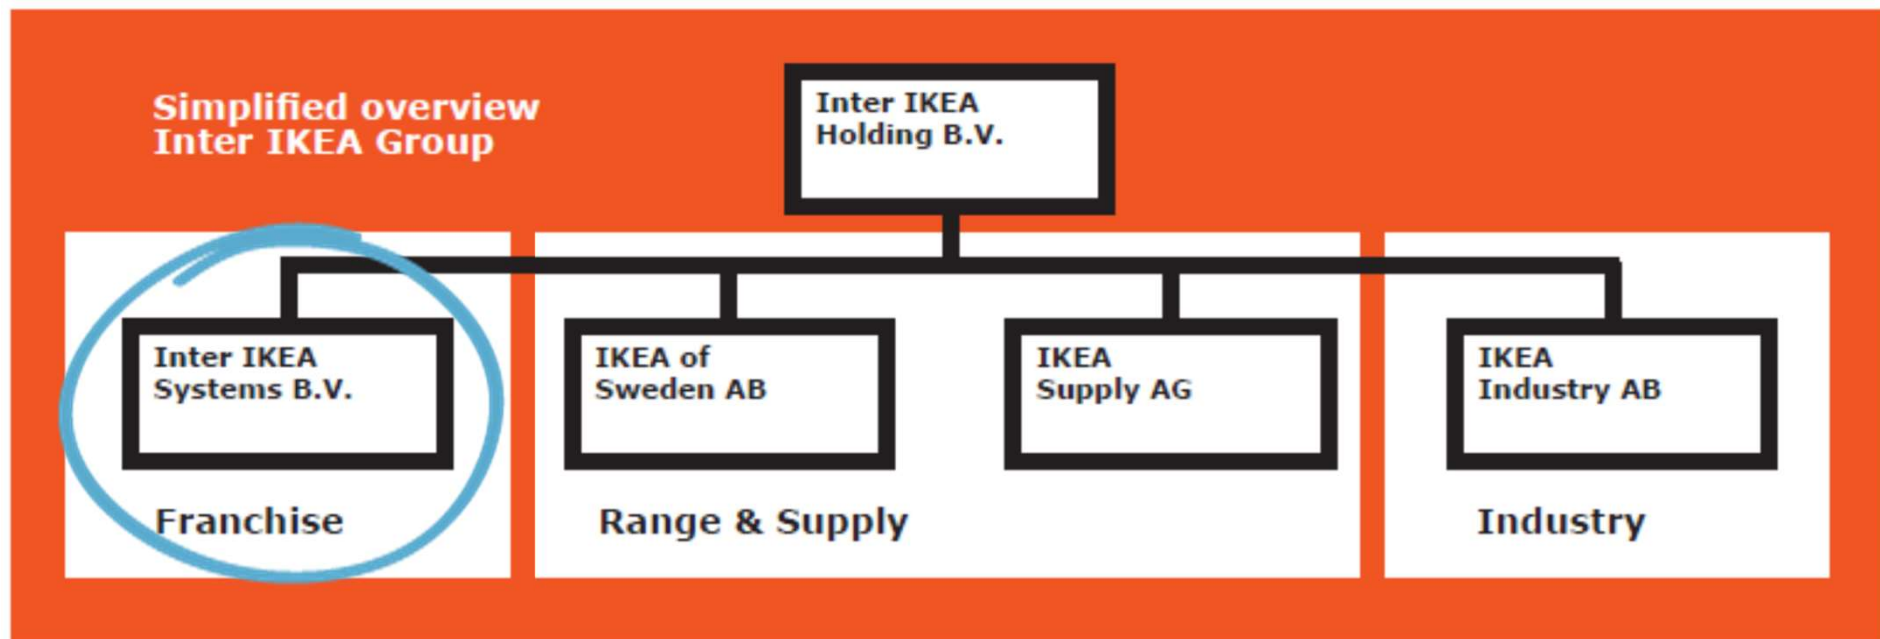 Simplified overview
Inter IKEA Group
Inter IKEA
Holding B.V.
Inter IKEA
Systems B.V.
IKEA of
Sweden AB
IKEA
Supply AG
IKEA
Industry AB
Franchise
Range & Supply
Industry